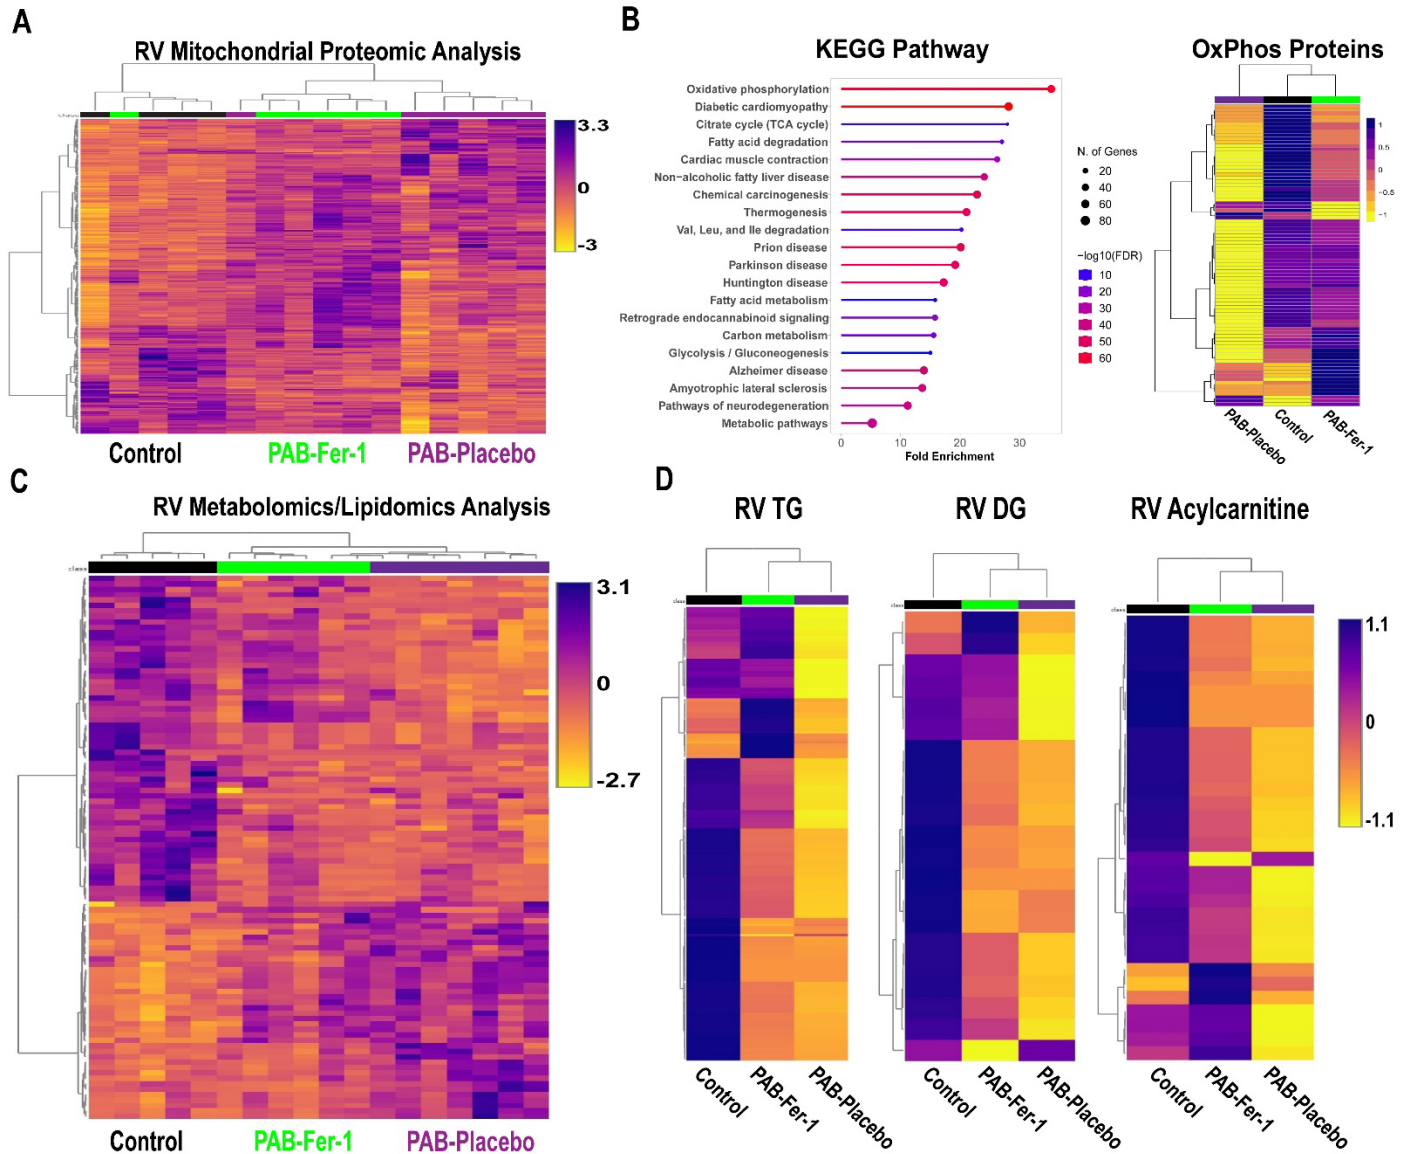 A
RV Mitochondrial Proteomic Analysis
3.3
0
-3
Control
PAB-Fer-1
PAB-Placebo
B
KEGG Pathway
Oxidative phosphorylation
Diabetic cardiomyopathy
Citrate cycle (TCA cycle)
Fatty acid degradation
Cardiac muscle contraction
Non−alcoholic fatty liver disease
Chemical carcinogenesis
Thermogenesis
Val, Leu, and Ile degradation
Prion disease
Parkinson disease
Huntington disease
Fatty acid metabolism
Retrograde endocannabinoid signaling
Carbon metabolism
Glycolysis / Gluconeogenesis
Alzheimer disease
Amyotrophic lateral sclerosis
Pathways of neurodegeneration
Metabolic pathways
0
10
20
30
Fold Enrichment
N. of Genes
20
40
60
80
−log10(FDR)
10
20
30
40
50
60
OxPhos Proteins
1
0.5
0
−0.5
−1
PAB-Placebo
Control
PAB-Fer-1
C
RV Metabolomics/Lipidomics Analysis
class
3.1
0
-2.7
Control
PAB-Fer-1
PAB-Placebo
D
RV TG
class
Control
PAB-Fer-1
PAB-Placebo
RV DG
class
Control
PAB-Fer-1
PAB-Placebo
RV Acylcarnitine
class
Control
PAB-Fer-1
PAB-Placebo
1.1
0
-1.1